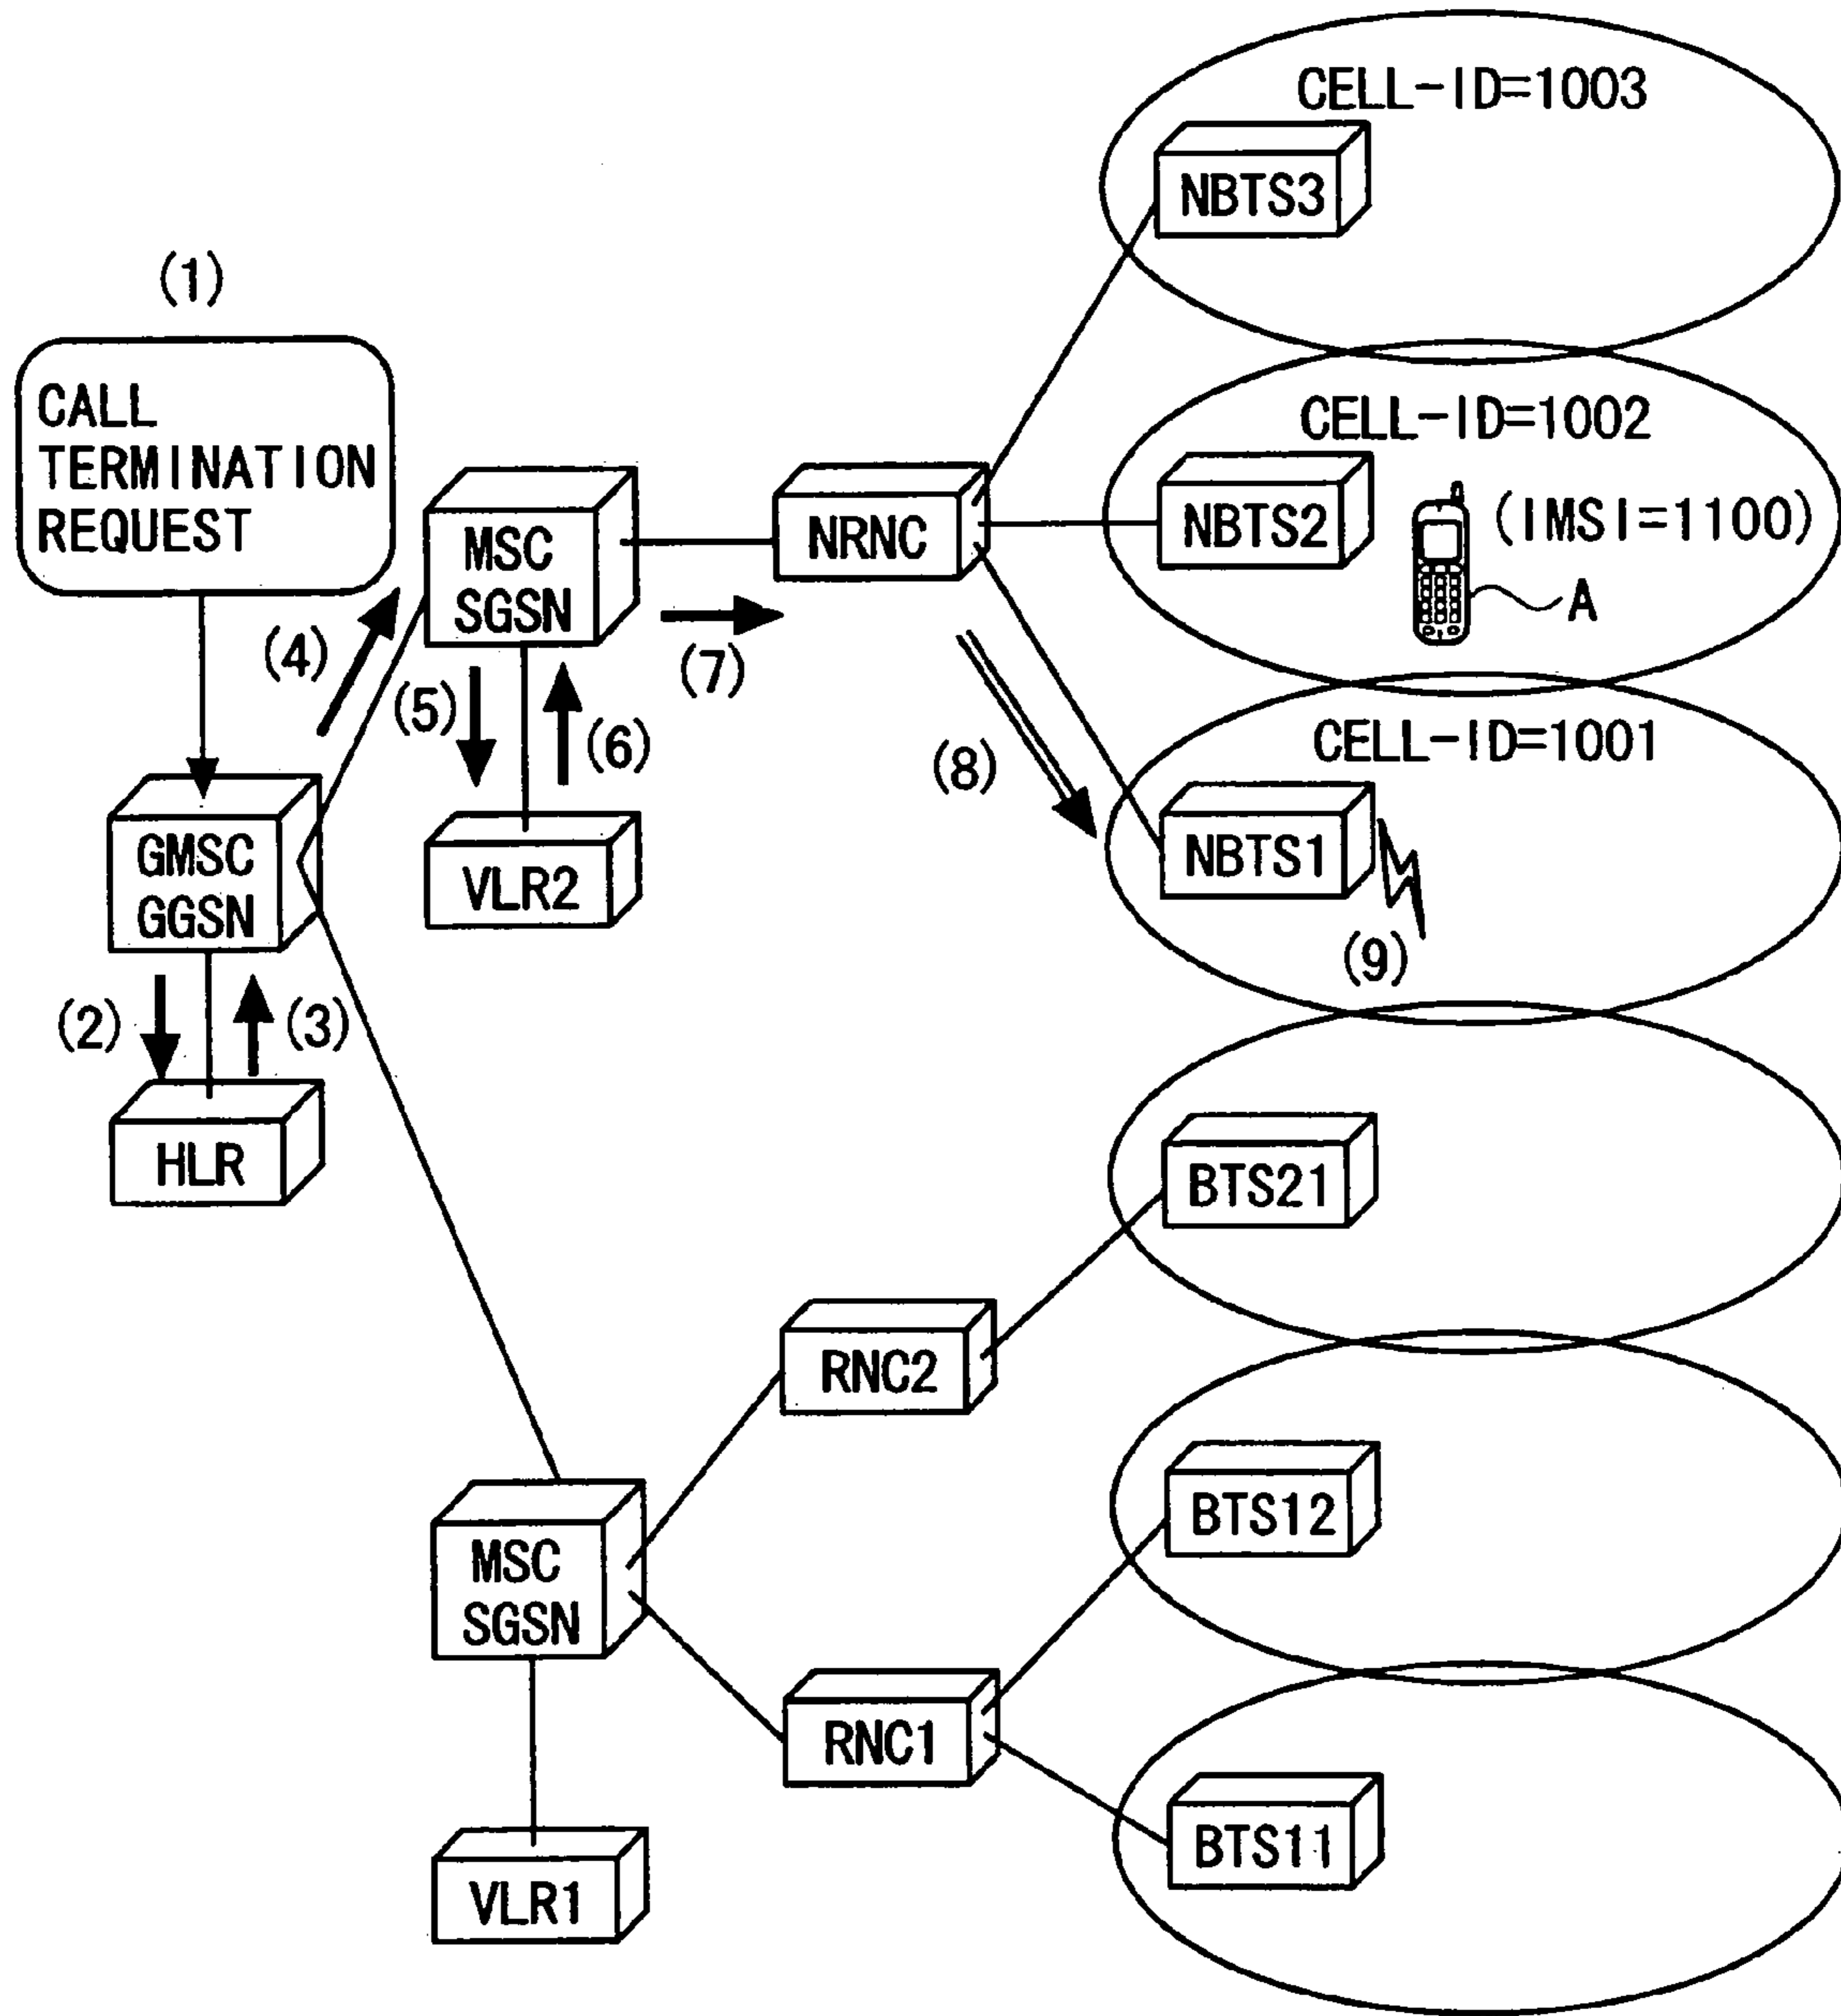 CELL-ID=1003
NBTS3
(1)
CALL
TERMINATION
REQUEST
CELL-ID=1002
MSC
SGSN
NRNC
NBTS2
(IMSI=1100)
A
(4)
(5)
(6)
(7)
(8)
CELL-ID=1001
GMSC
GGSN
VLR2
NBTS1
(9)
(2)
(3)
HLR
BTS21
RNC2
MSC
SGSN
BTS12
RNC1
BTS11
VLR1